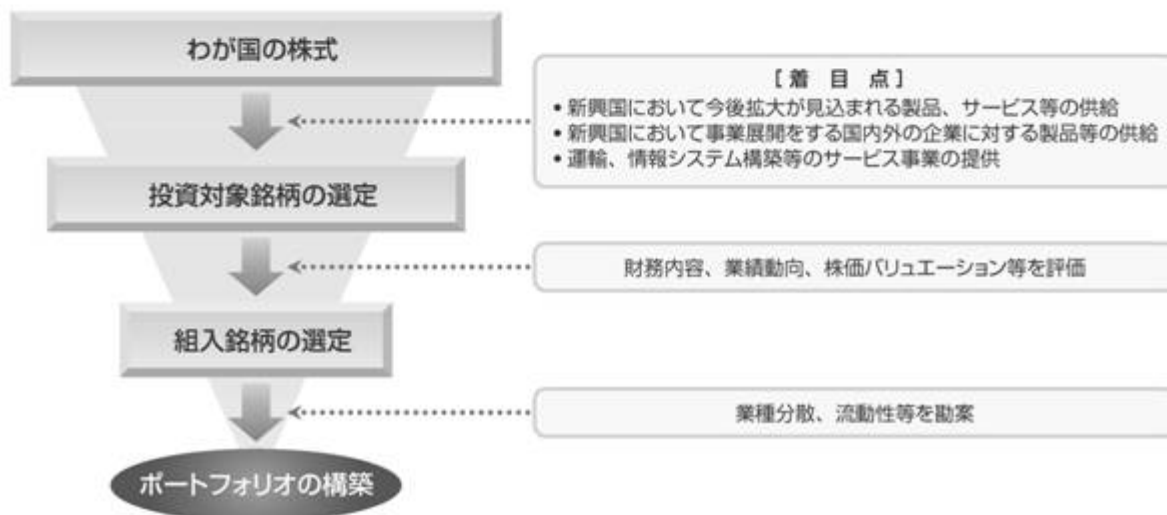 わが国の株式
[着 目 点]
• 新興国において今後拡大が見込まれる製品、サービス等の供給
• 新興国において事業展開をする国内外の企業に対する製品等の供給
• 運輸、情報システム構築等のサービス事業の提供
投資対象銘柄の選定
財務内容、業績動向、株価バリュエーション等を評価
組入銘柄の選定
業種分散、流動性等を勘案
ポートフォリオの構築